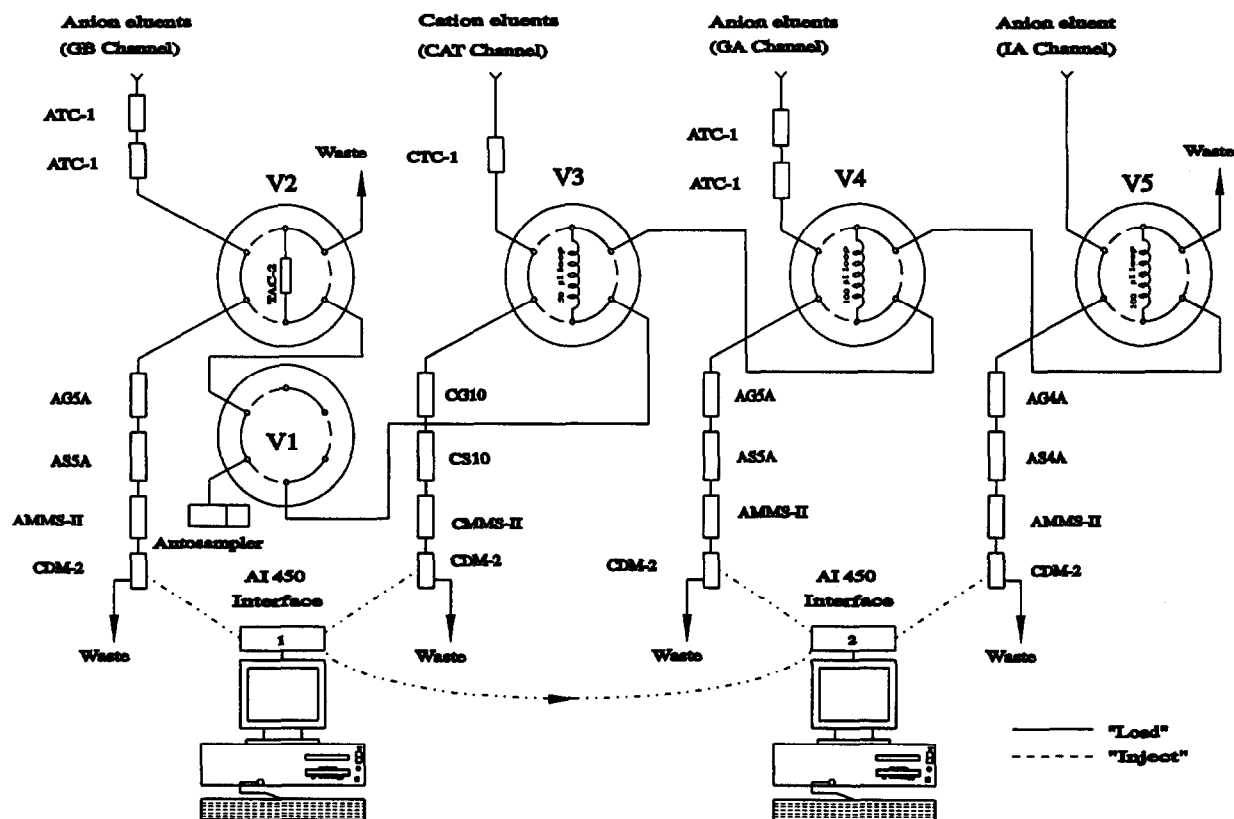 Anion eluents
(GB Channel)
Cation eluents
(CAT Channel)
Anion eluents
(GA Channel)
Anion eluent
(IA Channel)
ATC-1
ATC-1
CTC-1
ATC-1
ATC-1
Waste
Waste
V2
V3
V4
V5
TAC-2
50 µl loop
100 µl loop
100 µl loop
V1
AG5A
CG10
AG5A
AG4A
AS5A
CS10
AS5A
AS4A
AMMS-II
CMMS-II
AMMS-II
AMMS-II
Autosampler
CDM-2
CDM-2
CDM-2
CDM-2
AI 450
Interface
AI 450
Interface
1
2
Waste
Waste
Waste
Waste
"Load"
"Inject"